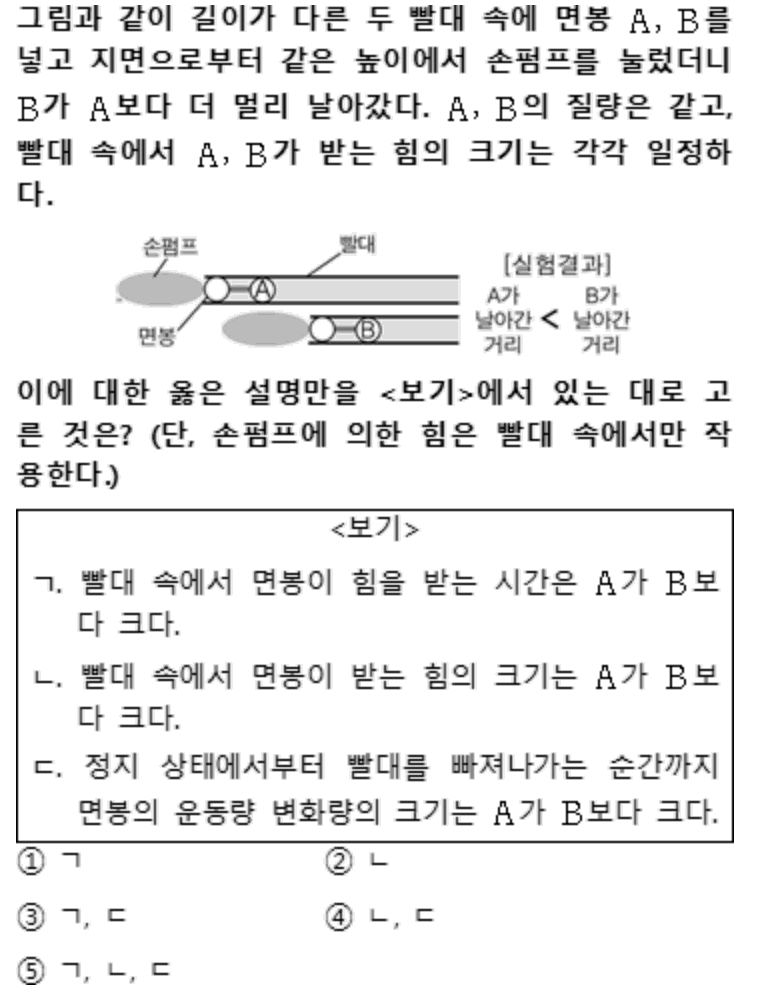 그림과 같이 길이가 다른 두 빨대 속에 면봉 A, B를
넣고 지면으로부터 같은 높이에서 손펌프를 눌렀더니
B가 A보다 더 멀리 날아갔다. A, B의 질량은 같고,
빨대 속에서 A, B가 받는 힘의 크기는 각각 일정하
다.
손펌프
빨대
A
면봉
B
[실험결과]
A가 B가
날아간 < 날아간
거리 거리
이에 대한 옳은 설명만을 <보기>에서 있는 대로 고
른 것은? (단, 손펌프에 의한 힘은 빨대 속에서만 작
용한다.)
<보기>
ㄱ. 빨대 속에서 면봉이 힘을 받는 시간은 A가 B보
다 크다.
ㄴ. 빨대 속에서 면봉이 받는 힘의 크기는 A가 B보
다 크다.
ㄷ. 정지 상태에서부터 빨대를 빠져나가는 순간까지
면봉의 운동량 변화량의 크기는 A가 B보다 크다.
① ㄱ ② ㄴ
③ ㄱ, ㄷ ④ ㄴ, ㄷ
⑤ ㄱ, ㄴ, ㄷ